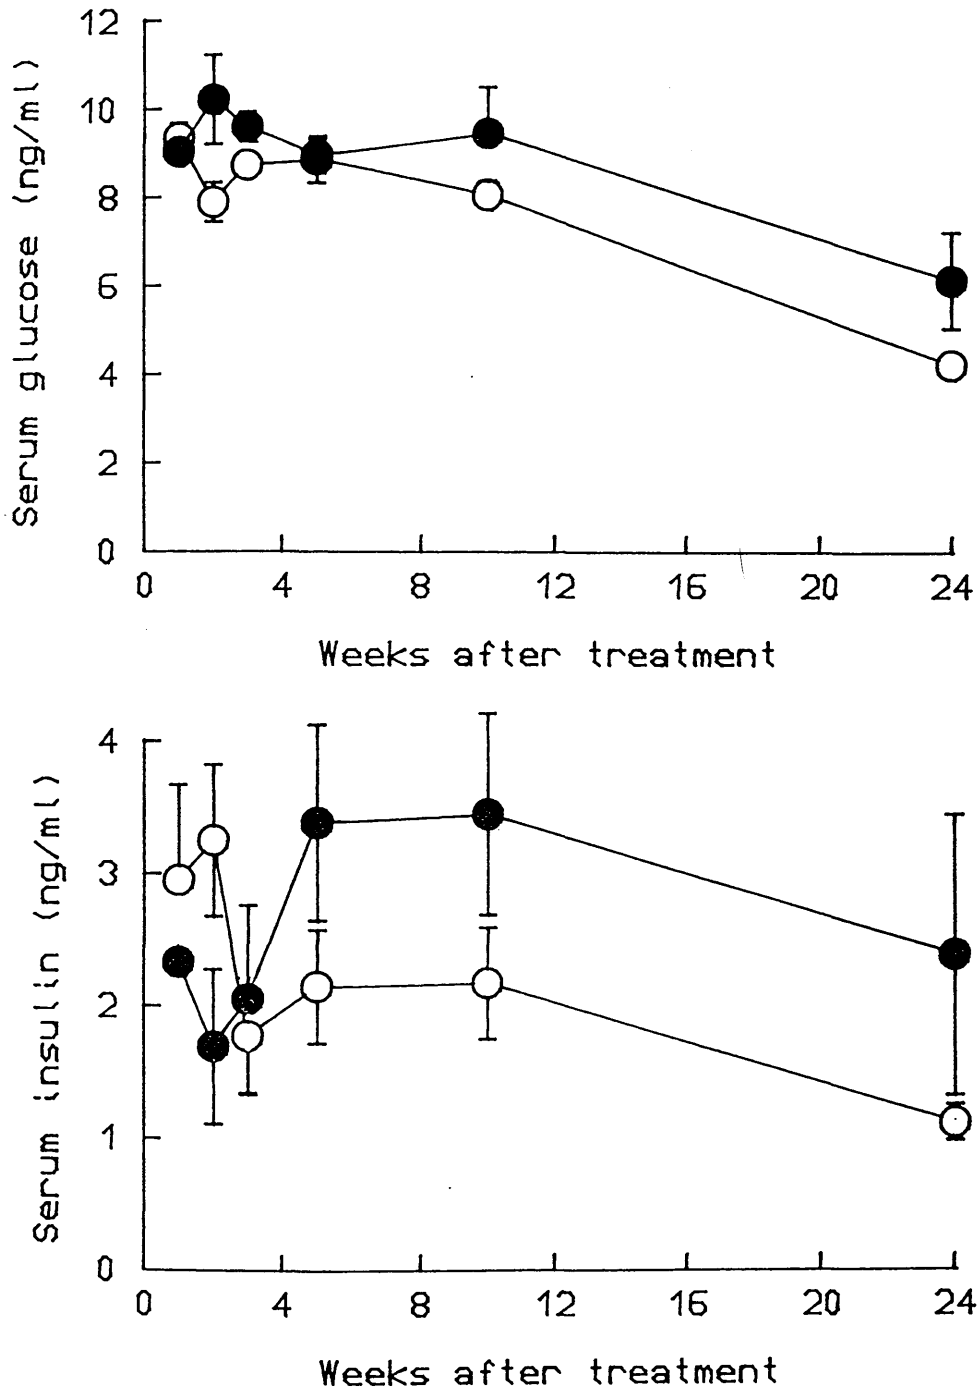 Serum glucose (ng/ml)
12
10
8
6
4
2
0
0 4 8 12 16 20 24
Weeks after treatment
Serum insulin (ng/ml)
4
3
2
1
0
0 4 8 12 16 20 24
Weeks after treatment